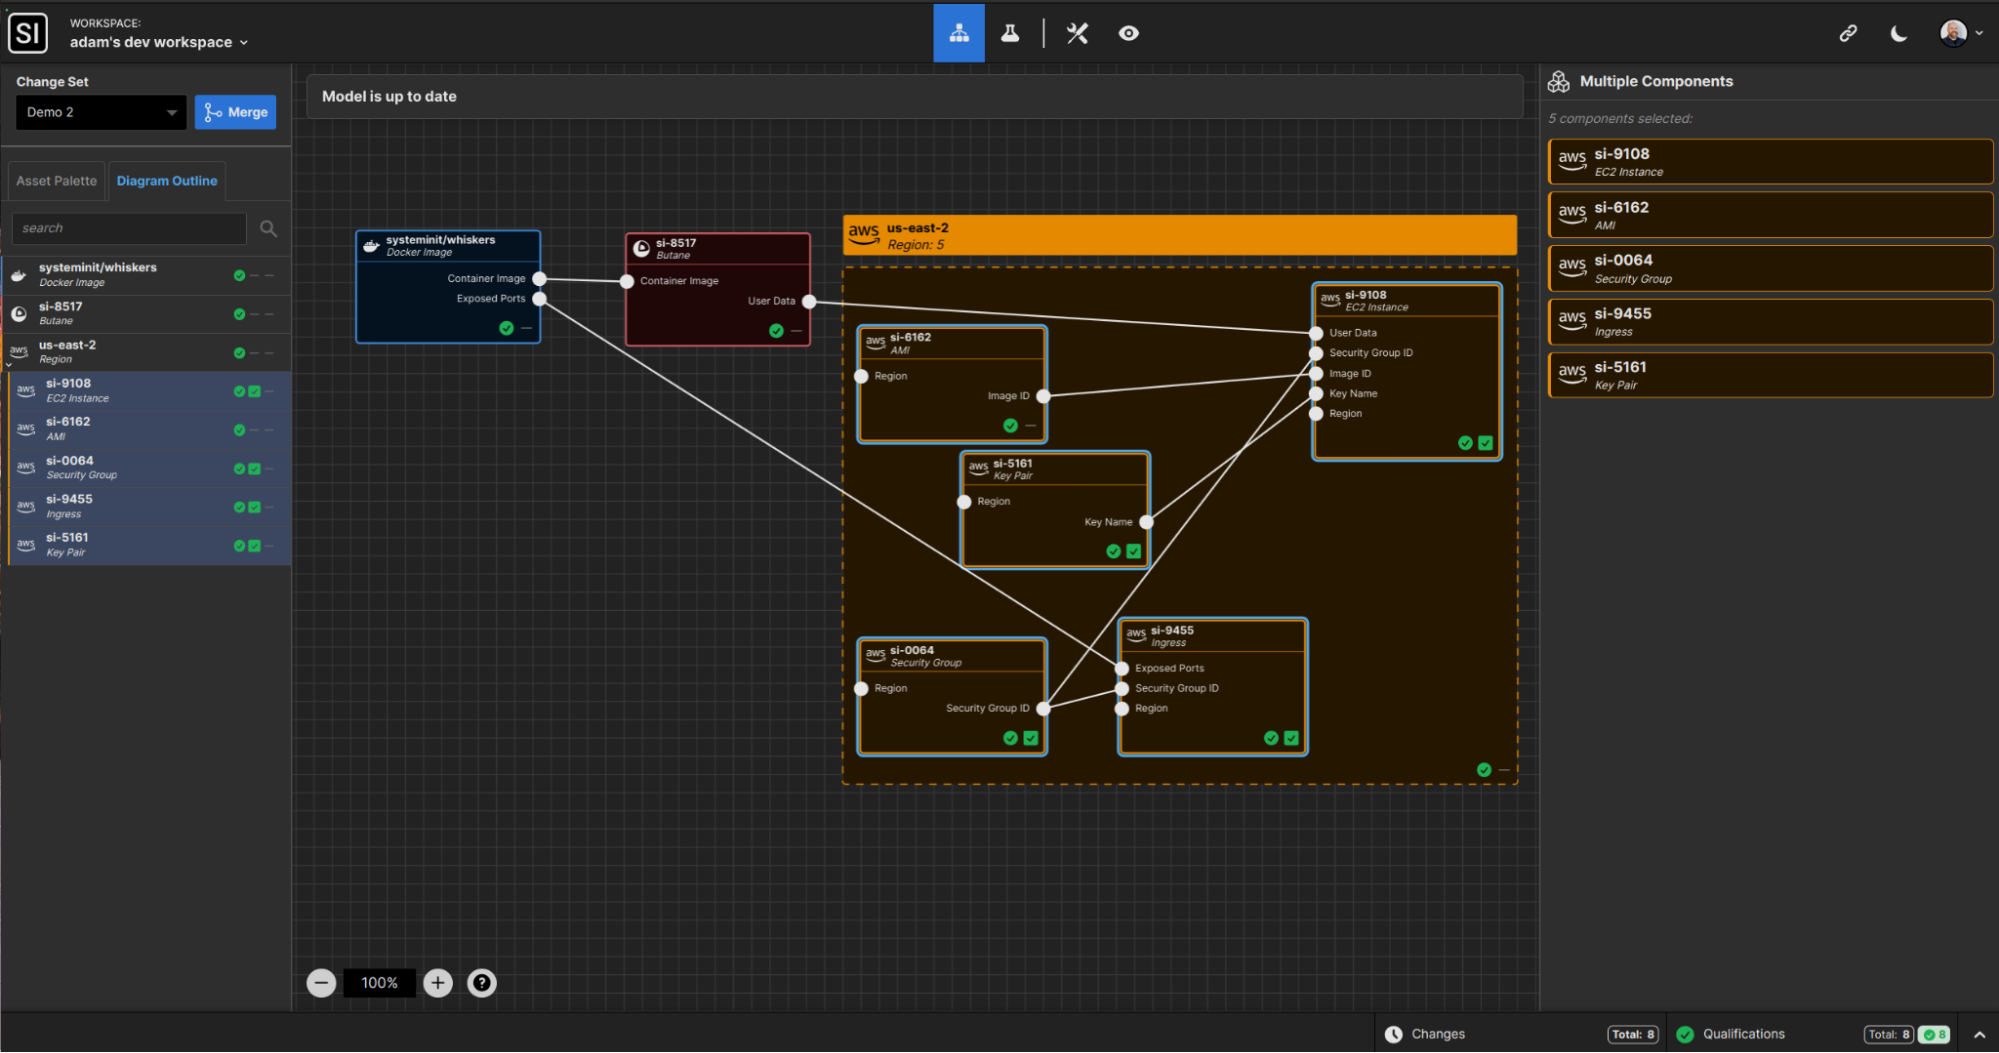 SI
WORKSPACE:
adam's dev workspace
Change Set
Demo 2
Merge
Asset Palette
Diagram Outline
search
systeminit/whiskers
Docker Image
si-8517
Butane
aws
us-east-2
Region
aws
si-9108
EC2 Instance
aws
si-6162
AMI
aws
si-0064
Security Group
aws
si-9455
Ingress
aws
si-5161
Key Pair
Model is up to date
systeminit/whiskers
Docker Image
Container Image
Exposed Ports
si-8517
Butane
Container Image
User Data
aws
us-east-2
Region: 5
aws
si-9108
EC2 Instance
User Data
Security Group ID
Image ID
Key Name
Region
aws
si-6162
AMI
Region
Image ID
aws
si-5161
Key Pair
Region
Key Name
aws
si-0064
Security Group
Region
Security Group ID
aws
si-9455
Ingress
Exposed Ports
Security Group ID
Region
100%
?
Multiple Components
5 components selected:
aws
si-9108
EC2 Instance
aws
si-6162
AMI
aws
si-0064
Security Group
aws
si-9455
Ingress
aws
si-5161
Key Pair
Changes
Total: 8
Qualifications
Total: 8
8